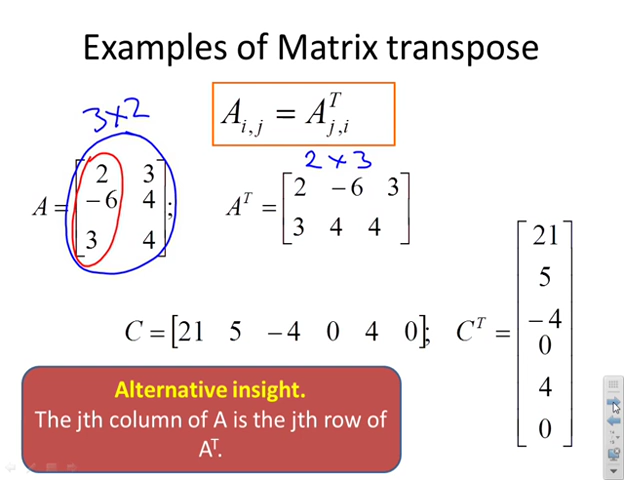 Examples of Matrix transpose
3×2
A_{i,j} = A^T_{j,i}
2×3
A = [2 3
-6 4
3 4];
A^T = [2 -6 3
3 4 4]
C = [21 5 -4 0 4 0];
C^T = [21
5
-4
0
4
0]
Alternative insight.
The jth column of A is the jth row of
A^T.